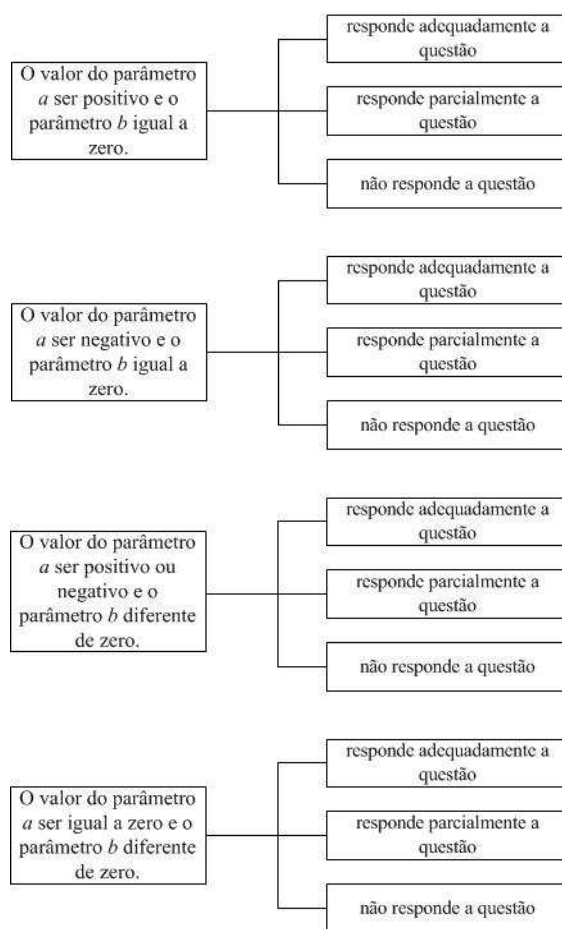 O valor do parâmetro
a ser positivo e o
parâmetro b igual a
zero.
responde adequadamente a
questão
responde parcialmente a
questão
não responde a questão
O valor do parâmetro
a ser negativo e o
parâmetro b igual a
zero.
responde adequadamente a
questão
responde parcialmente a
questão
não responde a questão
O valor do parâmetro
a ser positivo ou
negativo e o
parâmetro b diferente
de zero.
responde adequadamente a
questão
responde parcialmente a
questão
não responde a questão
O valor do parâmetro
a ser igual a zero e o
parâmetro b diferente
de zero.
responde adequadamente a
questão
responde parcialmente a
questão
não responde a questão